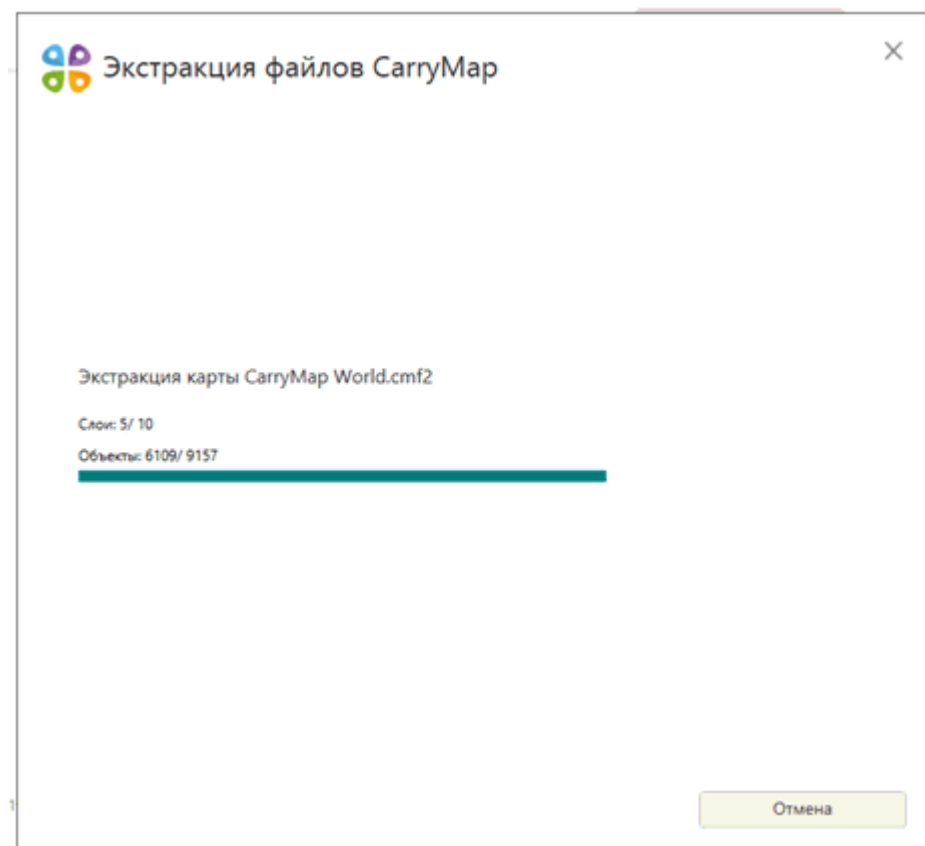 Экстракция файлов CarryMap
Экстракция карты CarryMap World.cmf2
Слои: 5/ 10
Объекты: 6109/ 9157
Отмена